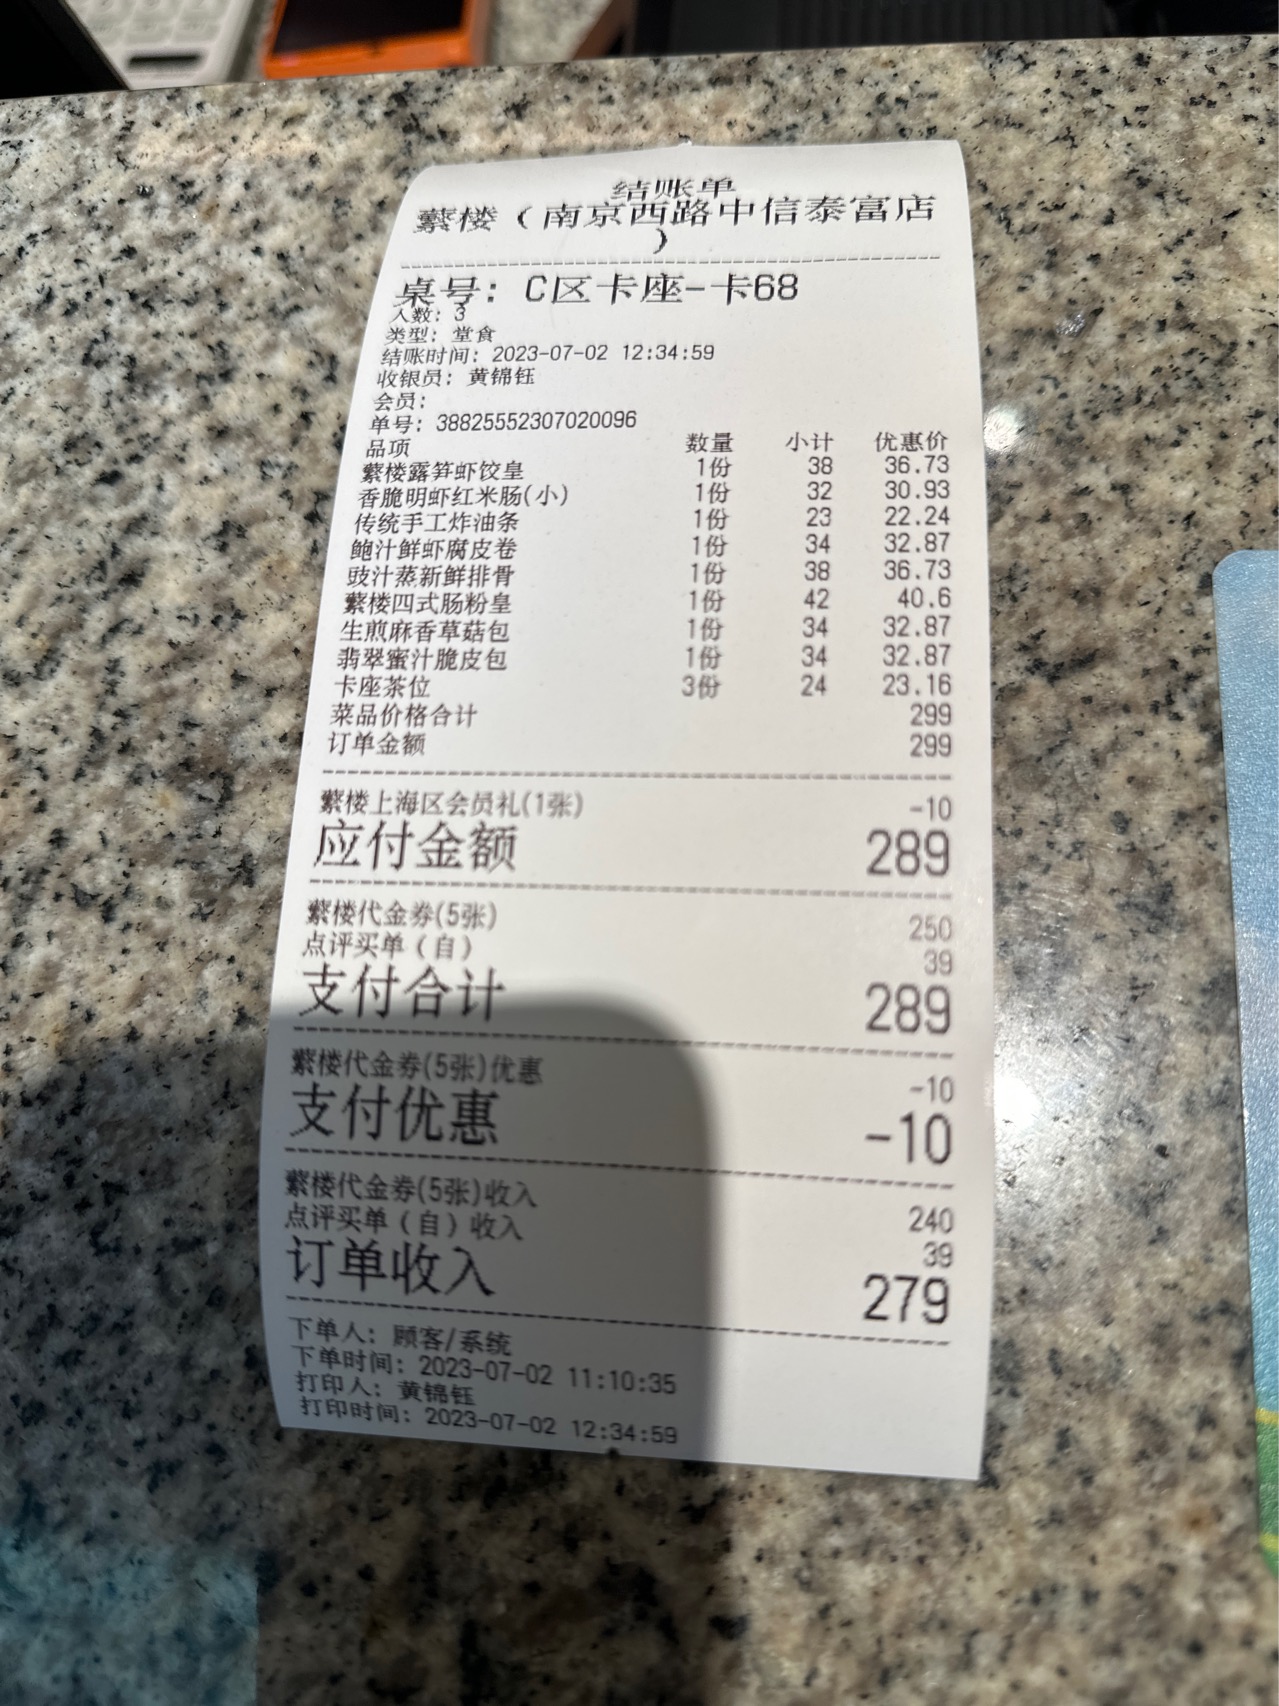 结账单
蘩楼（南京西路中信泰富店
）
桌号：C区卡座-卡68
人数：3
类型：堂食
结账时间：2023-07-02 12:34:59
收银员：黄锦钰
会员：
单号：38825552307020096
品项 数量 小计 优惠价
蘩楼露笋虾饺皇 1份 38 36.73
香脆明虾红米肠(小) 1份 32 30.93
传统手工炸油条 1份 23 22.24
鲍汁鲜虾腐皮卷 1份 34 32.87
豉汁蒸新鲜排骨 1份 38 36.73
蘩楼四式肠粉皇 1份 42 40.6
生煎麻香草菇包 1份 34 32.87
翡翠蜜汁脆皮包 1份 34 32.87
卡座茶位 3份 24 23.16
菜品价格合计 299
订单金额 299
蘩楼上海区会员礼(1张) -10
应付金额 289
蘩楼代金券(5张) 250
点评买单（自） 39
支付合计 289
蘩楼代金券(5张)优惠 -10
支付优惠 -10
蘩楼代金券(5张)收入 240
点评买单（自）收入 39
订单收入 279
下单人：顾客/系统
下单时间：2023-07-02 11:10:35
打印人：黄锦钰
打印时间：2023-07-02 12:34:59